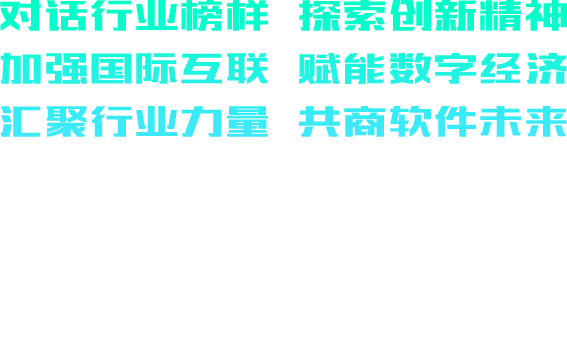 对话行业榜样 探索创新精神
加强国际互联 赋能数字经济
汇聚行业力量 共商软件未来